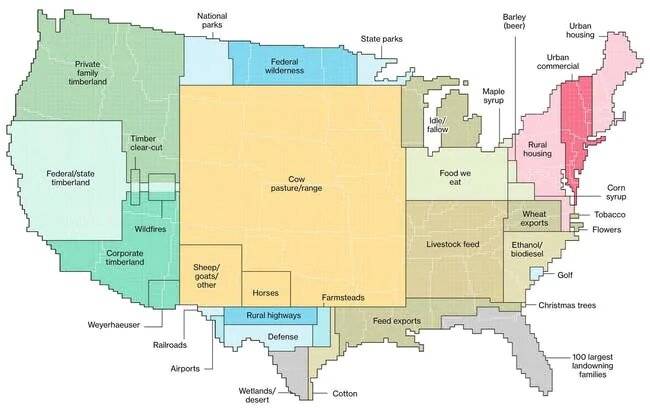 National
parks
State parks
Barley
(beer)
Urban
housing
Urban
commercial
Private
family
timberland
Federal
wilderness
Maple
syrup
Idle/
fallow
Timber
clear-cut
Rural
housing
Federal/state
timberland
Cow
pasture/range
Food we
eat
Corn
syrup
Wildfires
Wheat
exports
Tobacco
Flowers
Livestock feed
Ethanol/
biodiesel
Corporate
timberland
Sheep/
goats/
other
Golf
Horses
Farmsteads
Christmas trees
Weyerhaeuser
Rural highways
Feed exports
Railroads
Defense
Airports
100 largest
landowning
families
Wetlands/
desert
Cotton